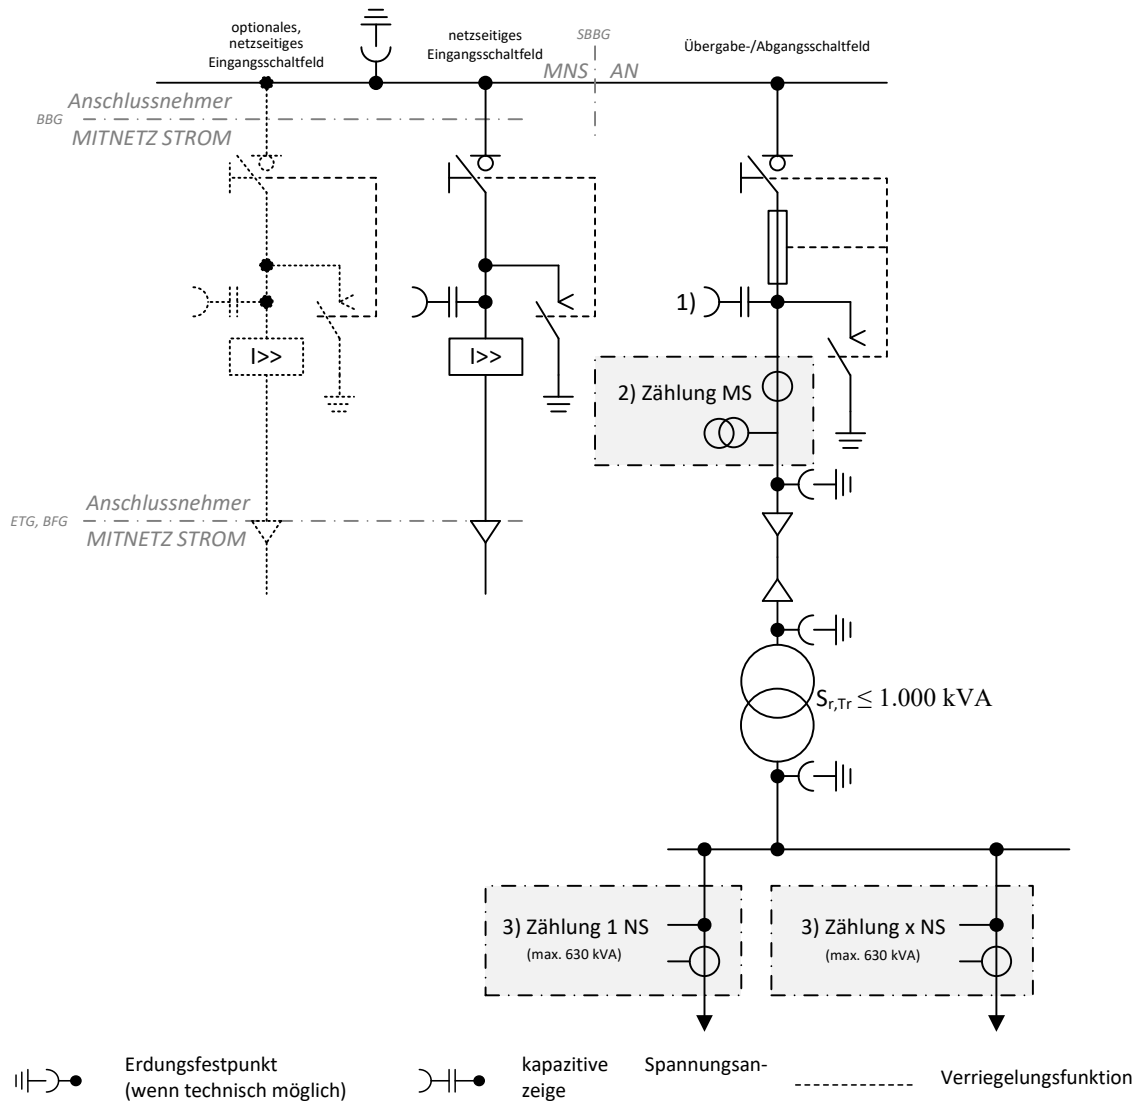 optionales,
netzseitiges
Eingangsschaltfeld
netzseitiges
Eingangsschaltfeld
SBBG
Übergabe-/Abgangsschaltfeld
MNS
AN
Anschlussnehmer
BBG
MITNETZ STROM
1)
I>>
I>>
2) Zählung MS
Anschlussnehmer
ETG, BFG
MITNETZ STROM
Sr,Tr ≤ 1.000 kVA
3) Zählung 1 NS
(max. 630 kVA)
3) Zählung x NS
(max. 630 kVA)
Erdungsfestpunkt
(wenn technisch möglich)
kapazitive Spannungsan-
zeige
Verriegelungsfunktion